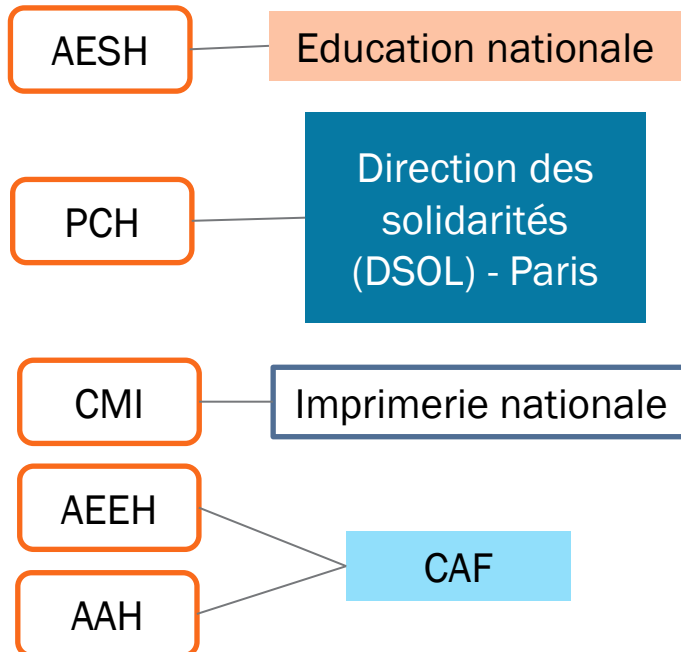 AESH
Education nationale
PCH
Direction des
solidarités
(DSOL) - Paris
CMI
Imprimerie nationale
AEEH
CAF
AAH